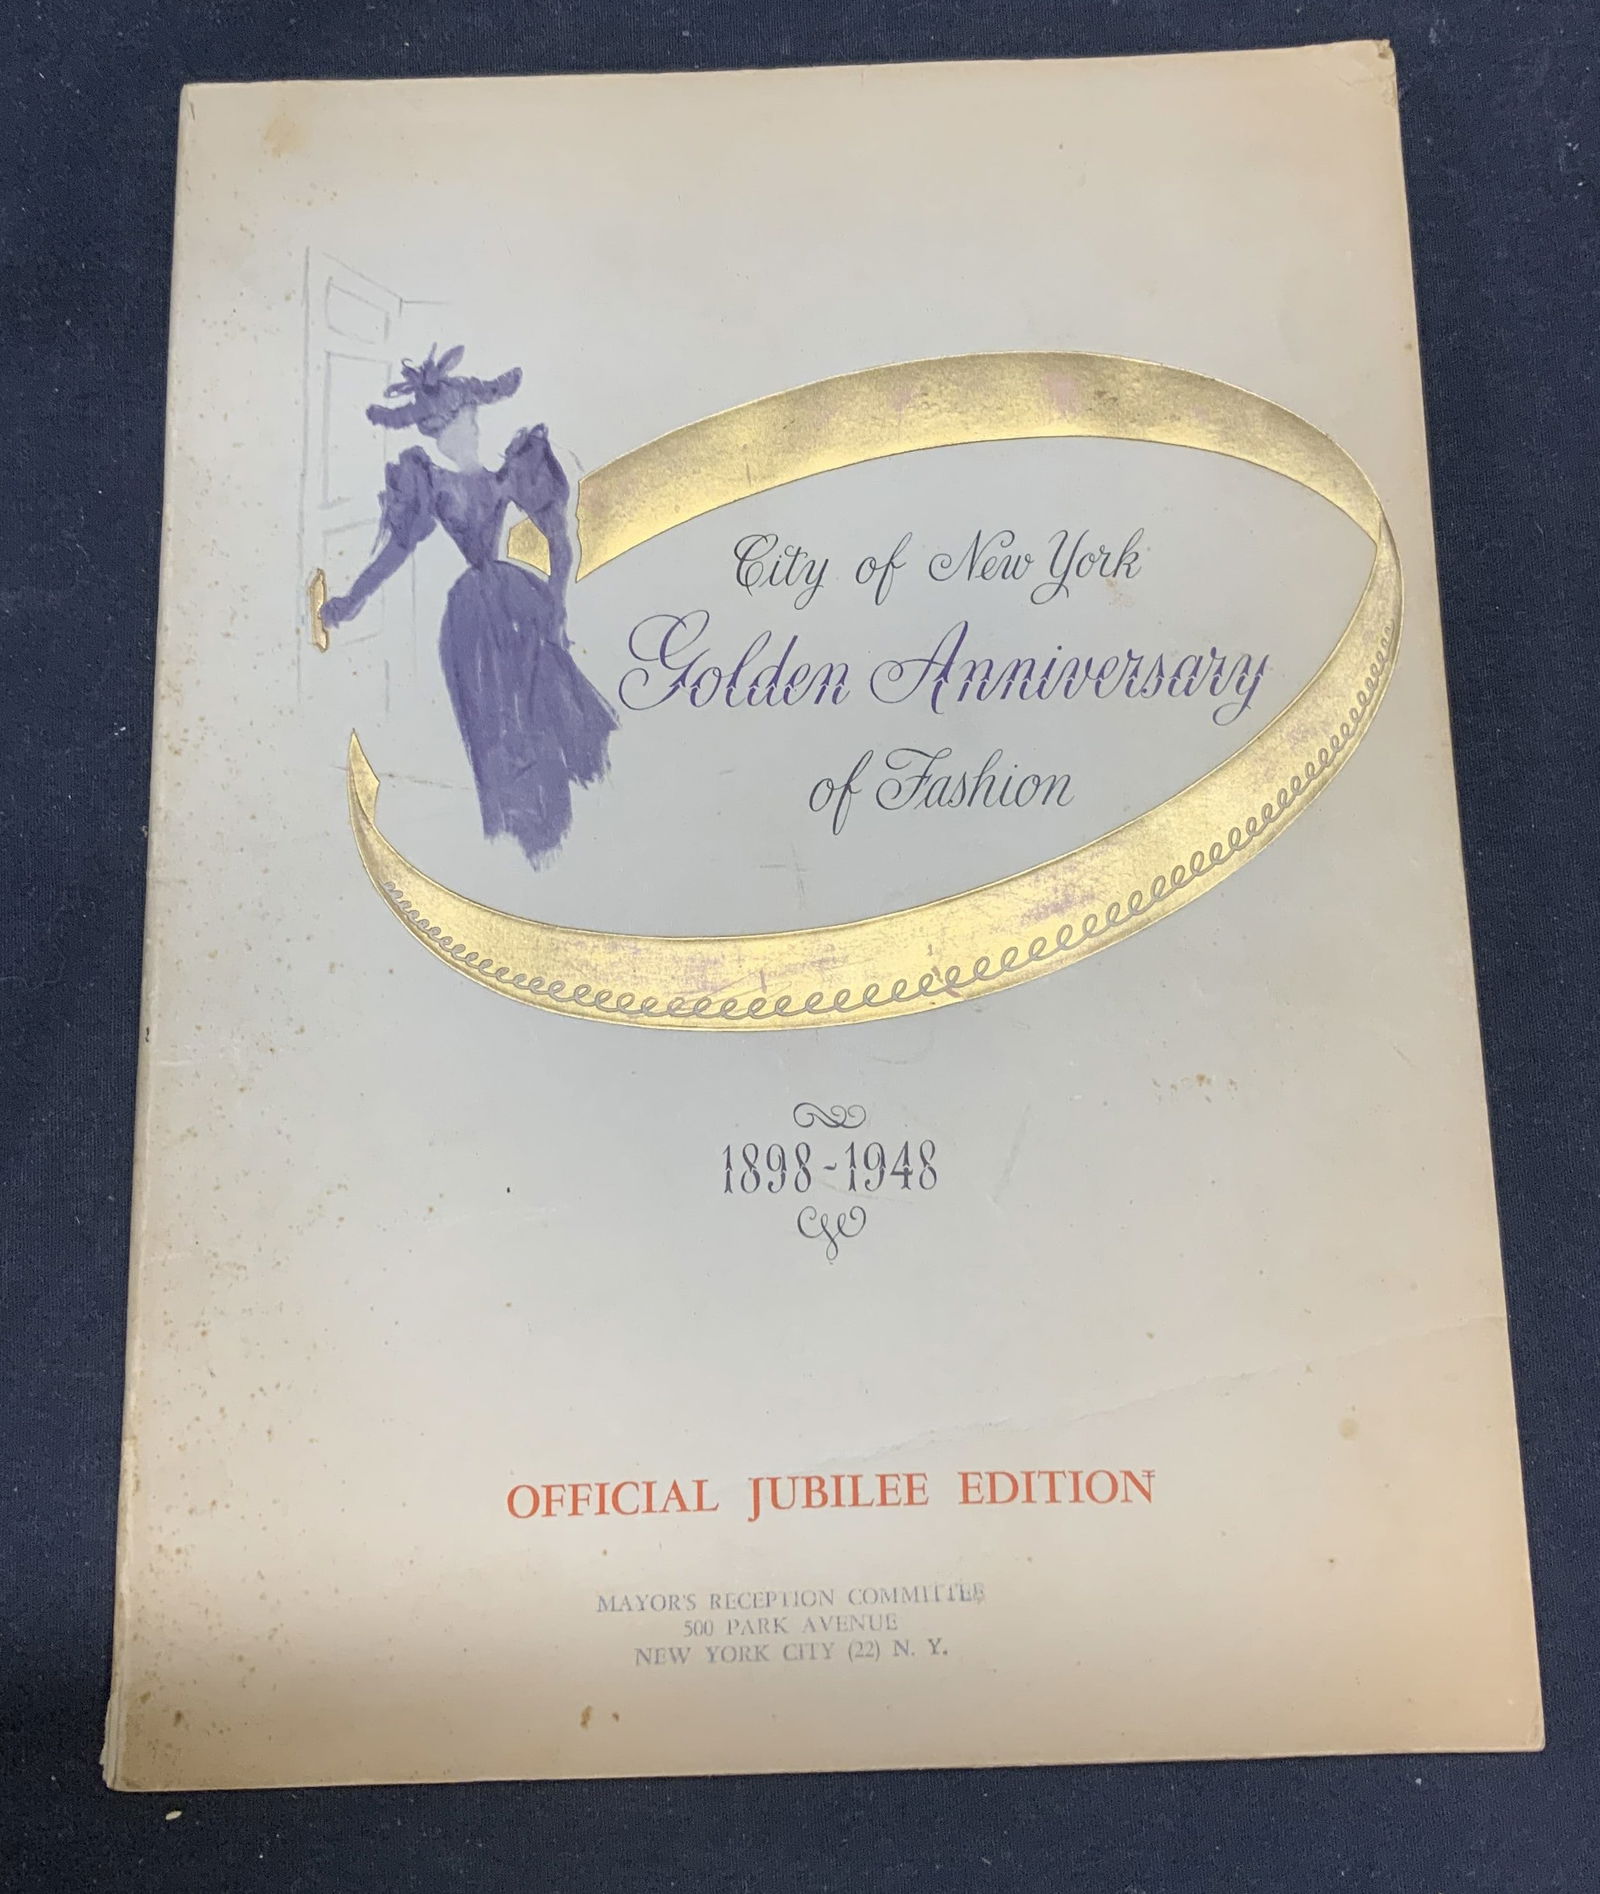 City of New York
Golden Anniversary
of Fashion
1898-1948
OFFICIAL JUBILEE EDITION
MAYOR'S RECEPTION COMMITTEE
500 PARK AVENUE
NEW YORK CITY (22) N. Y.